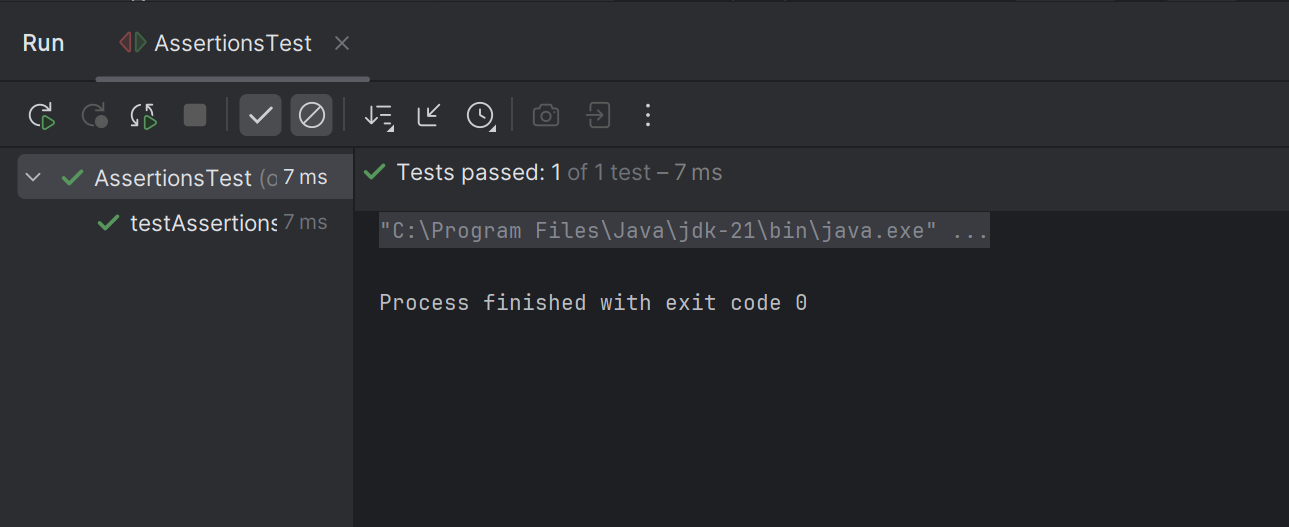 Run AssertionsTest
AssertionsTest (c 7 ms
testAssertions 7 ms
Tests passed: 1 of 1 test – 7 ms
"C:\Program Files\Java\jdk-21\bin\java.exe" ...
Process finished with exit code 0